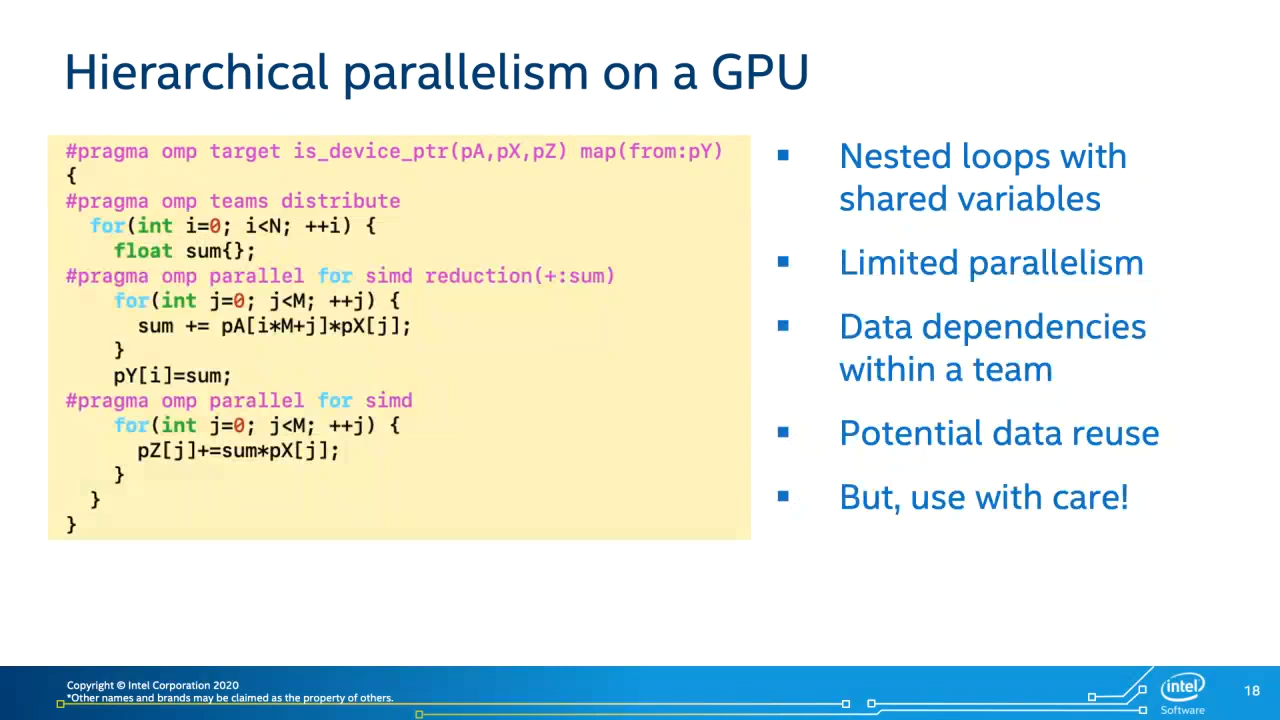 Hierarchical parallelism on a GPU
#pragma omp target is_device_ptr(pA,pX,pZ) map(from:pY)
{
#pragma omp teams distribute
  for(int i=0; i<N; ++i) {
    float sum{};
#pragma omp parallel for simd reduction(+:sum)
    for(int j=0; j<M; ++j) {
      sum += pA[i*M+j]*pX[j];
    }
    pY[i]=sum;
#pragma omp parallel for simd
    for(int j=0; j<M; ++j) {
      pZ[j]+=sum*pX[j];
    }
  }
}
▪ Nested loops with
shared variables
▪ Limited parallelism
▪ Data dependencies
within a team
▪ Potential data reuse
▪ But, use with care!
Copyright © Intel Corporation 2020
*Other names and brands may be claimed as the property of others.
intel
Software
18